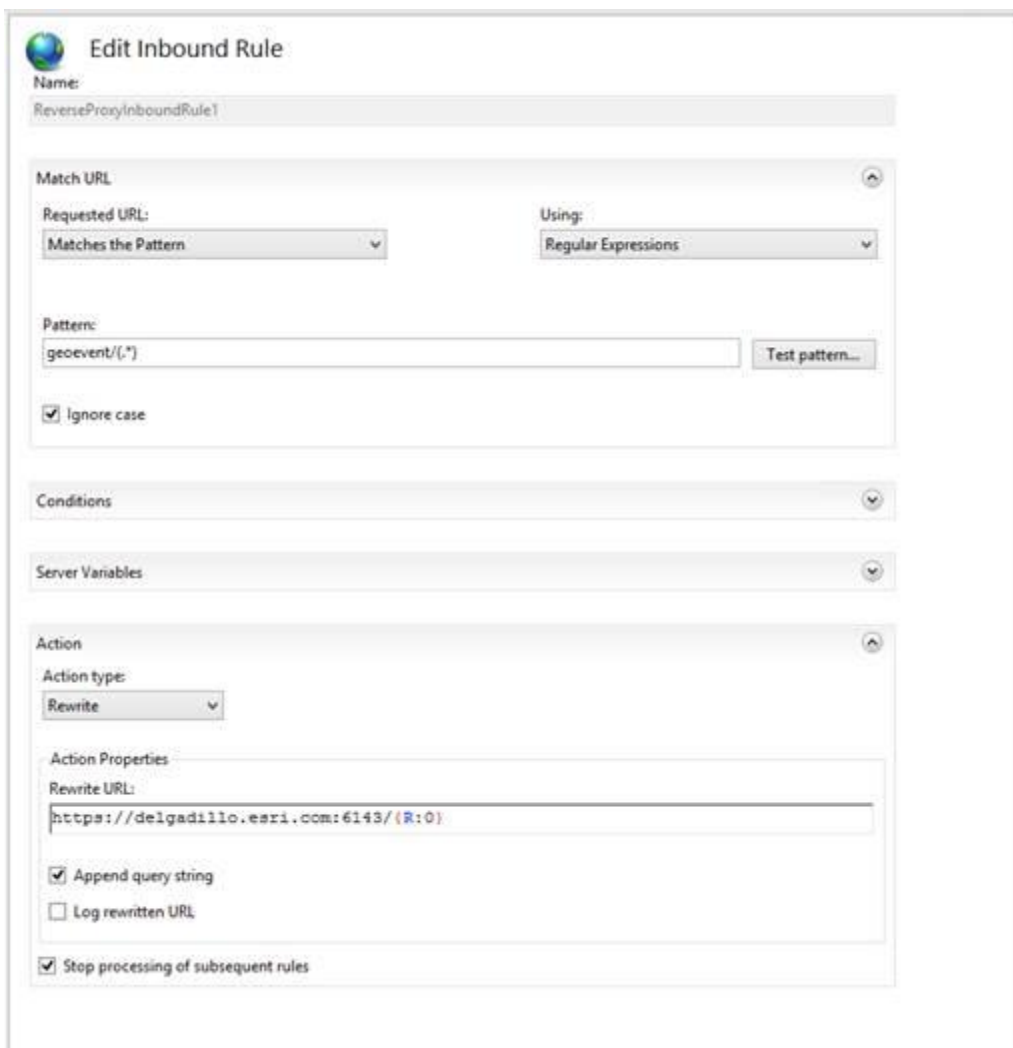 Edit Inbound Rule
Name:
ReverseProxyInboundRule1
Match URL
Requested URL:
Using:
Matches the Pattern
Regular Expressions
Pattern:
geoevent/(.*)
Test pattern...
Ignore case
Conditions
Server Variables
Action
Action type:
Rewrite
Action Properties
Rewrite URL:
https://delgadillo.esri.com:6143/{R:0}
Append query string
Log rewritten URL
Stop processing of subsequent rules